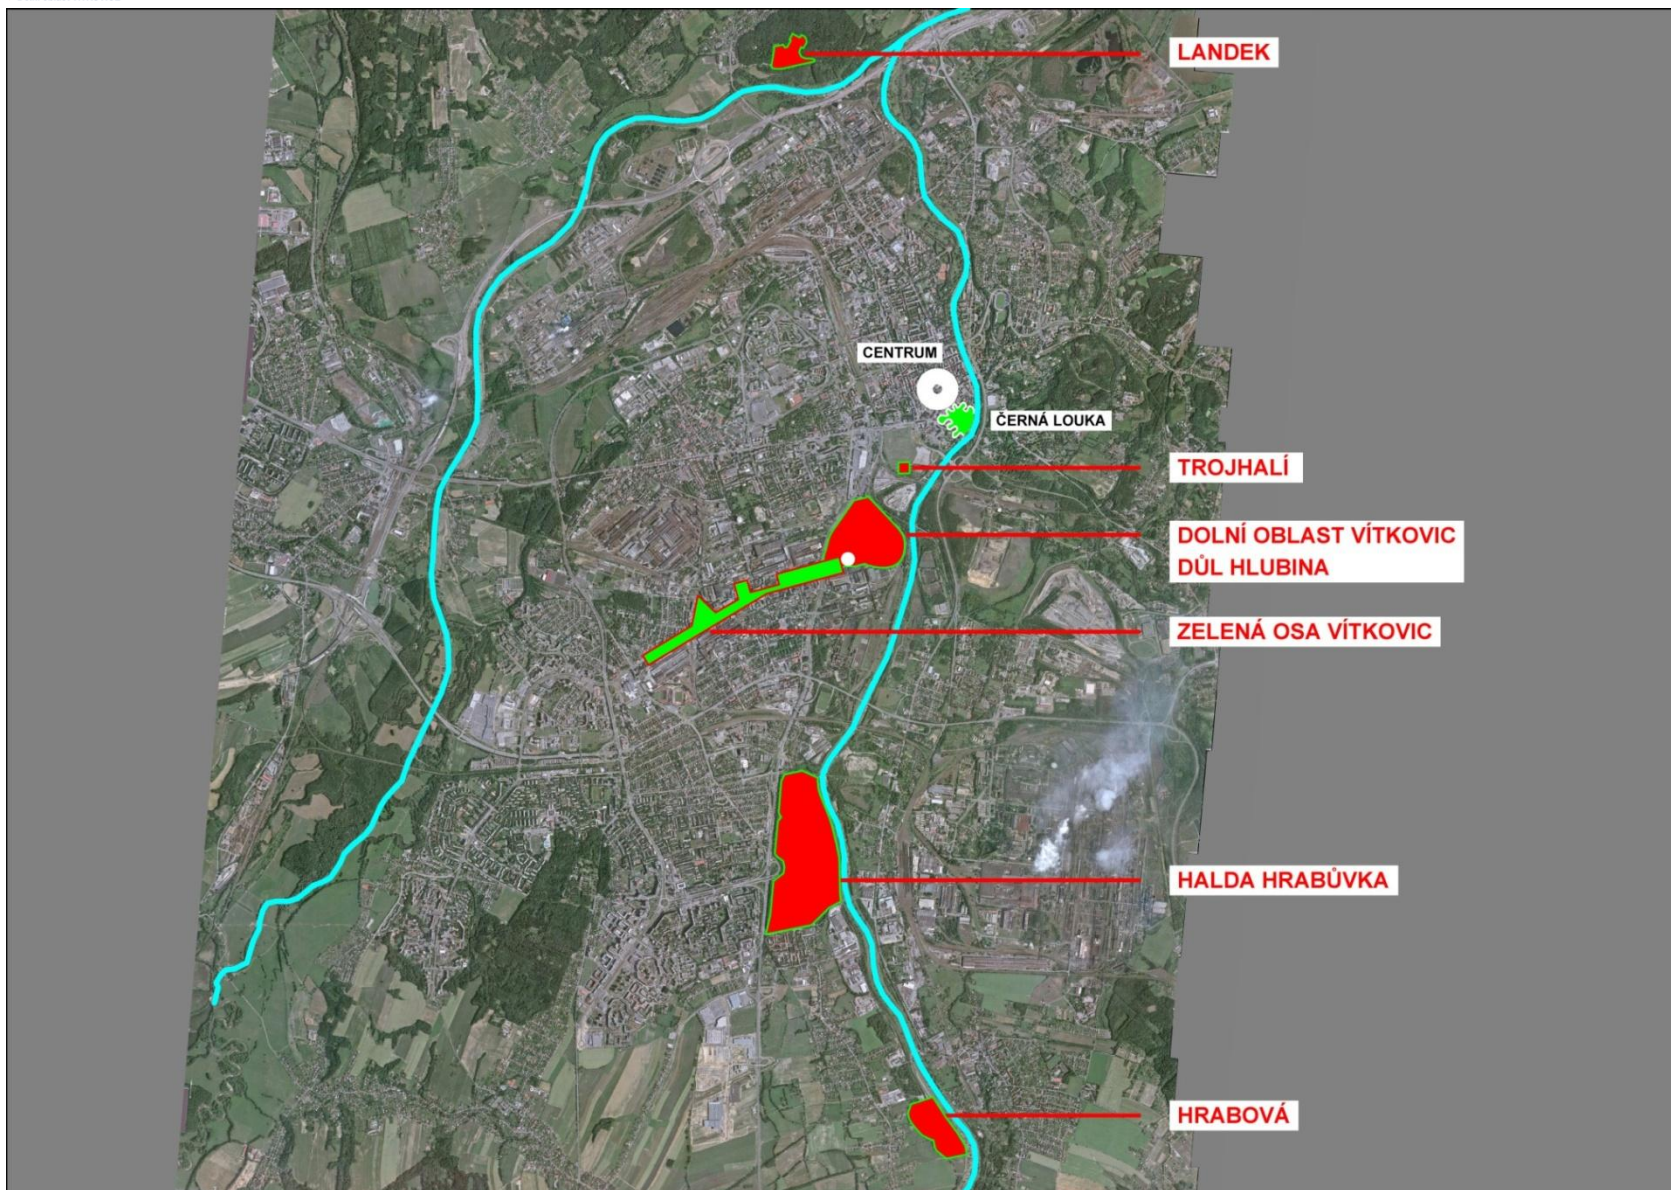 LANDEK
CENTRUM
ČERNÁ LOUKA
TROJHALÍ
DOLNÍ OBLAST VÍTKOVIC
DŮL HLUBINA
ZELENÁ OSA VÍTKOVIC
HALDA HRABŮVKA
HRABOVÁ